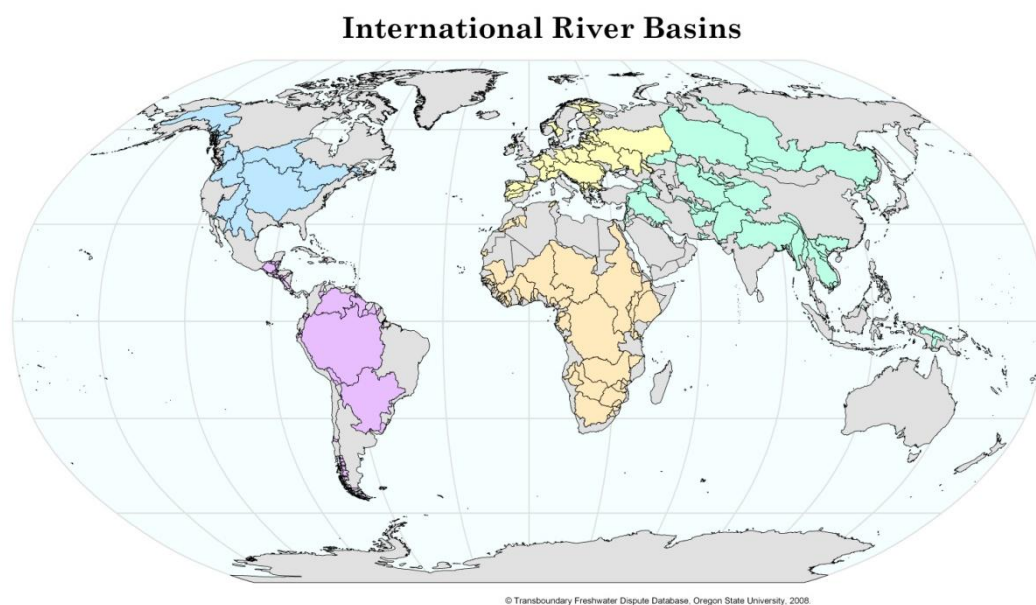 International River Basins
© Transboundary Freshwater Dispute Database, Oregon State University, 2008.